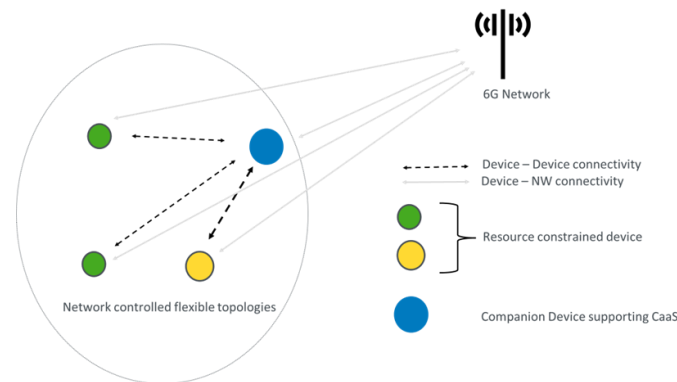 6G Network
Device – Device connectivity
Device – NW connectivity
Resource constrained device
Network controlled flexible topologies
Companion Device supporting CaaS